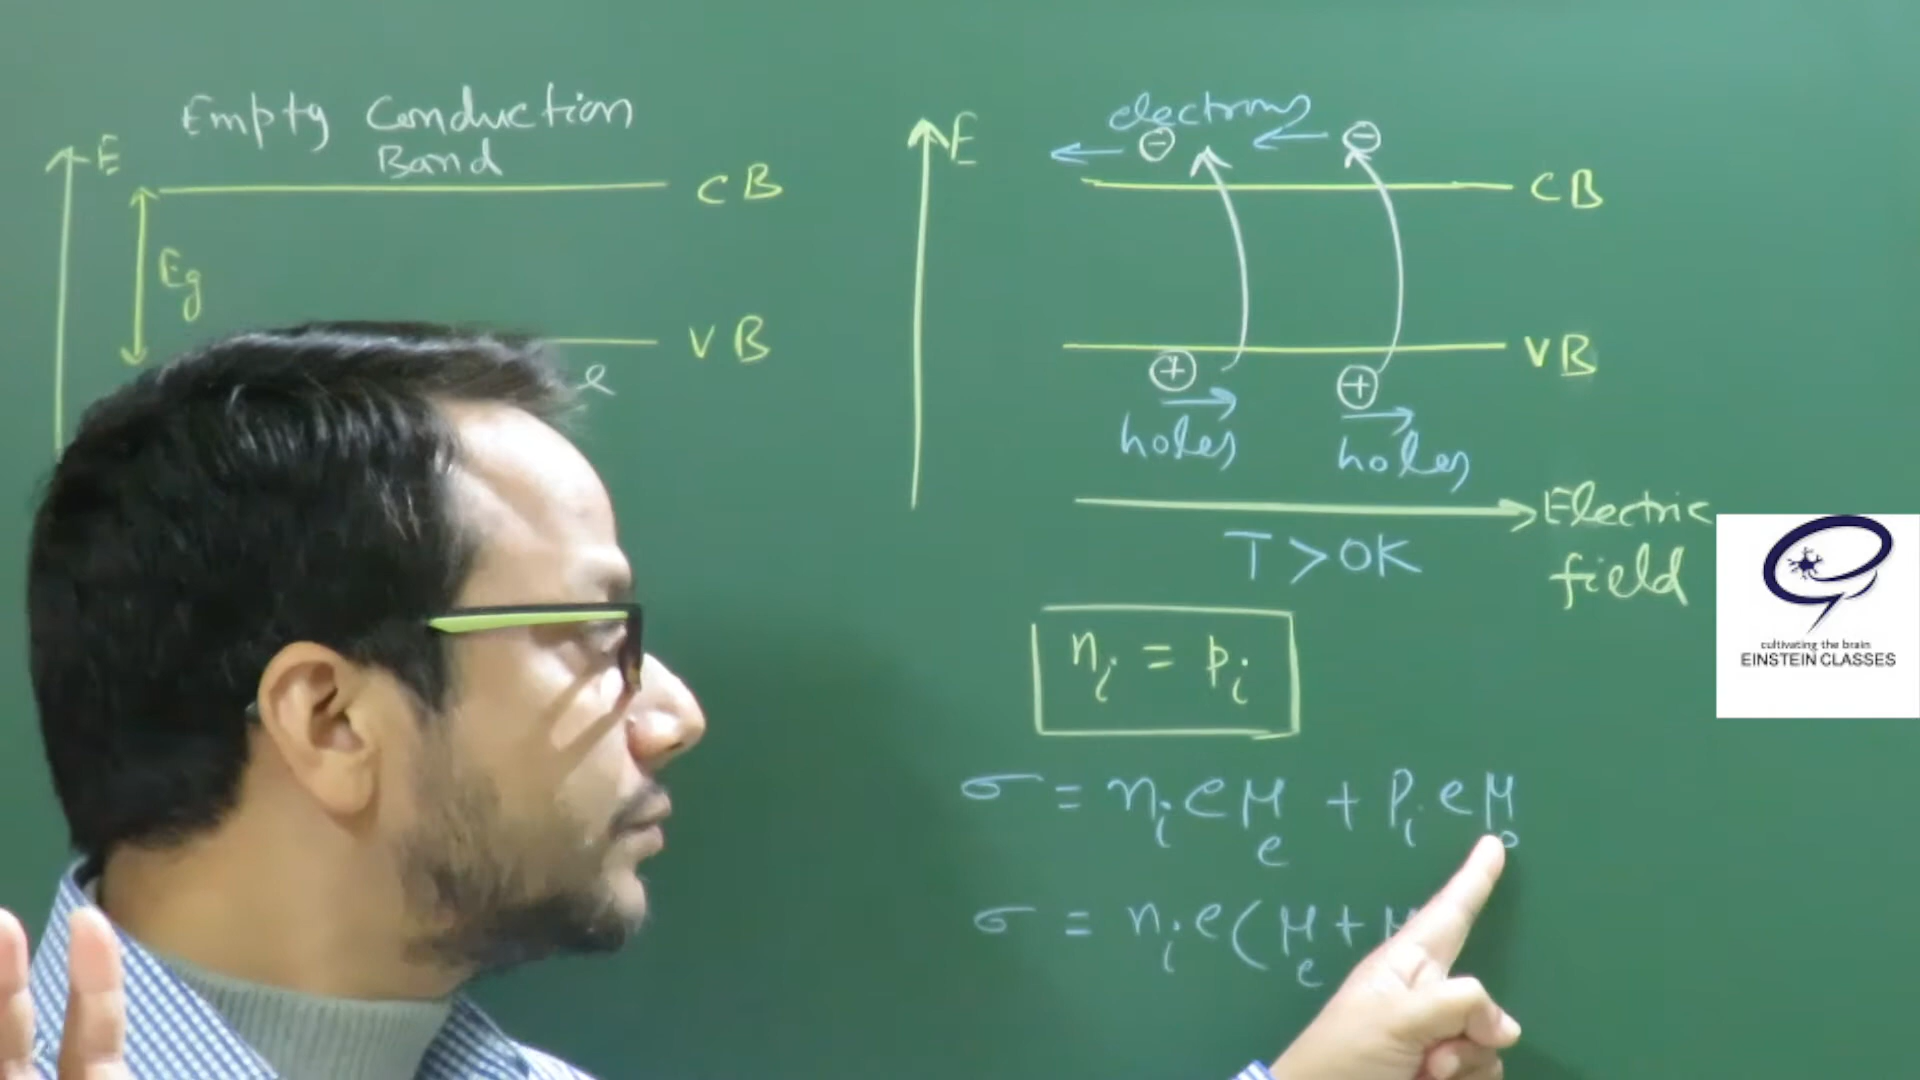 Empty Conduction
Band
E
CB
Eg
VB
e
E
electrons
⊖ ⊖
CB
VB
⊕ ⊕
holes holes
Electric
field
T>0K
nᵢ = pᵢ
σ = nᵢeμₑ + pᵢeμ
σ = nᵢe(μₑ+μ
cultivating the brain
EINSTEIN CLASSES